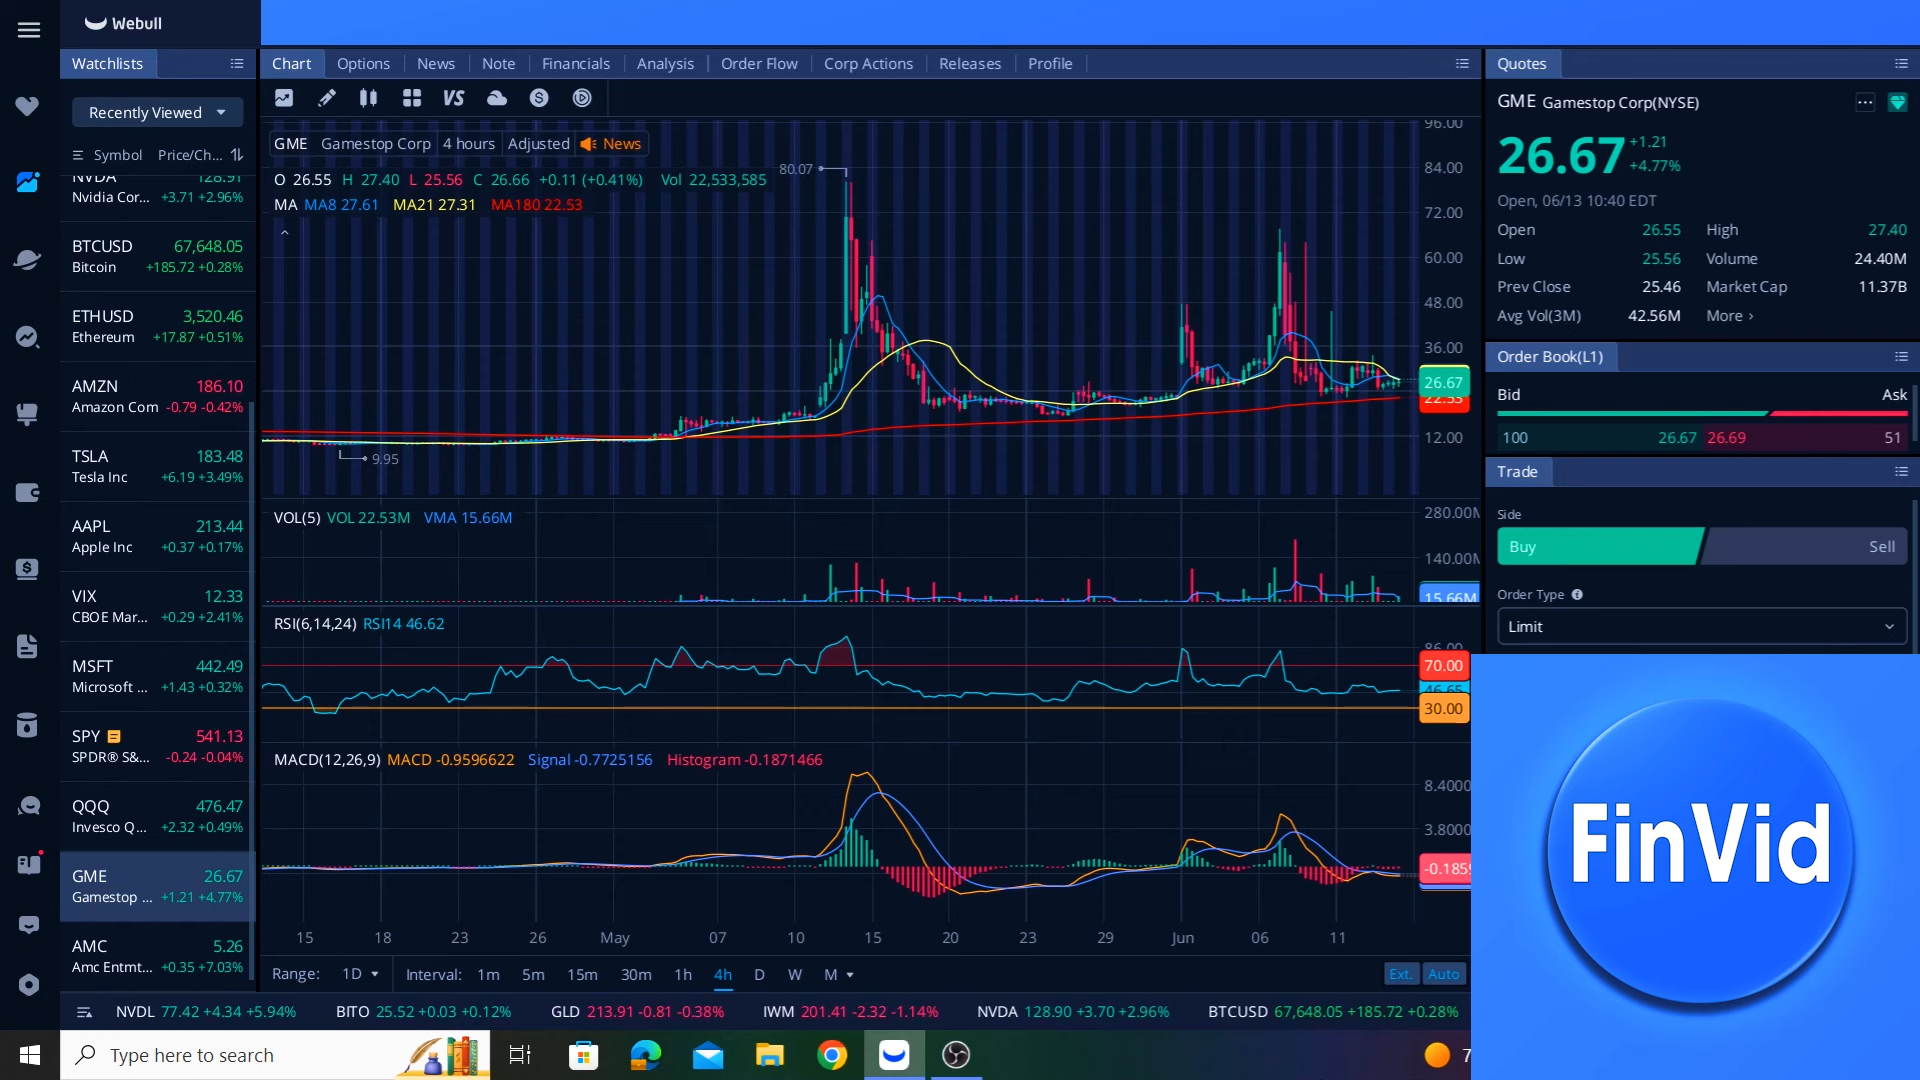 Webull
Watchlists
Chart Options News Note Financials Analysis Order Flow Corp Actions Releases Profile
Quotes
Recently Viewed
Symbol Price/Ch...
NVDA 128.91
Nvidia Cor... +3.71 +2.96%
BTCUSD 67,648.05
Bitcoin +185.72 +0.28%
ETHUSD 3,520.46
Ethereum +17.87 +0.51%
AMZN 186.10
Amazon Com -0.79 -0.42%
TSLA 183.48
Tesla Inc +6.19 +3.49%
AAPL 213.44
Apple Inc +0.37 +0.17%
VIX 12.33
CBOE Mar... +0.29 +2.41%
MSFT 442.49
Microsoft ... +1.43 +0.32%
SPY 541.13
SPDR® S&... -0.24 -0.04%
QQQ 476.47
Invesco Q... +2.32 +0.49%
GME 26.67
Gamestop ... +1.21 +4.77%
AMC 5.26
Amc Entmt... +0.35 +7.03%
VS
GME Gamestop Corp 4 hours Adjusted News
O 26.55 H 27.40 L 25.56 C 26.66 +0.11 (+0.41%) Vol 22,533,585
MA MA8 27.61 MA21 27.31 MA180 22.53
80.07
9.95
96.00
84.00
72.00
60.00
48.00
36.00
26.67
22.53
12.00
VOL(5) VOL 22.53M VMA 15.66M
280.00M
140.00M
15.66M
RSI(6,14,24) RSI14 46.62
86.00
70.00
46.65
30.00
MACD(12,26,9) MACD -0.9596622 Signal -0.7725156 Histogram -0.1871466
8.4000
3.8000
-0.185
15 18 23 26 May 07 10 15 20 23 29 Jun 06 11
Range: 1D Interval: 1m 5m 15m 30m 1h 4h D W M Ext. Auto
GME Gamestop Corp(NYSE)
26.67 +1.21
+4.77%
Open, 06/13 10:40 EDT
Open 26.55 High 27.40
Low 25.56 Volume 24.40M
Prev Close 25.46 Market Cap 11.37B
Avg Vol(3M) 42.56M More ›
Order Book(L1)
Bid Ask
100 26.67 26.69 51
Trade
Side
Buy Sell
Order Type
Limit
FinVid
NVDL 77.42 +4.34 +5.94% BITO 25.52 +0.03 +0.12% GLD 213.91 -0.81 -0.38% IWM 201.41 -2.32 -1.14% NVDA 128.90 +3.70 +2.96% BTCUSD 67,648.05 +185.72 +0.28%
Type here to search
7